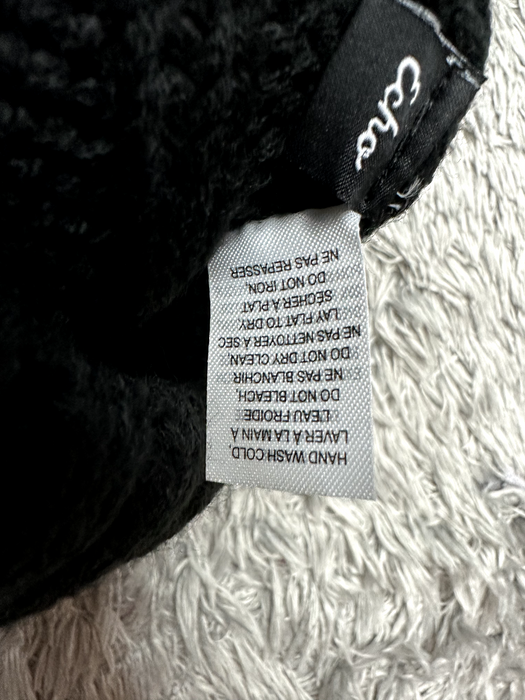 Echo
HAND WASH COLD,
LAVER À LA MAIN À
L'EAU FROIDE
DO NOT BLEACH,
NE PAS BLANCHIR
DO NOT DRY CLEAN,
NE PAS NETTOYER À SEC
LAY FLAT TO DRY,
SÉCHER À PLAT
DO NOT IRON,
NE PAS REPASSER